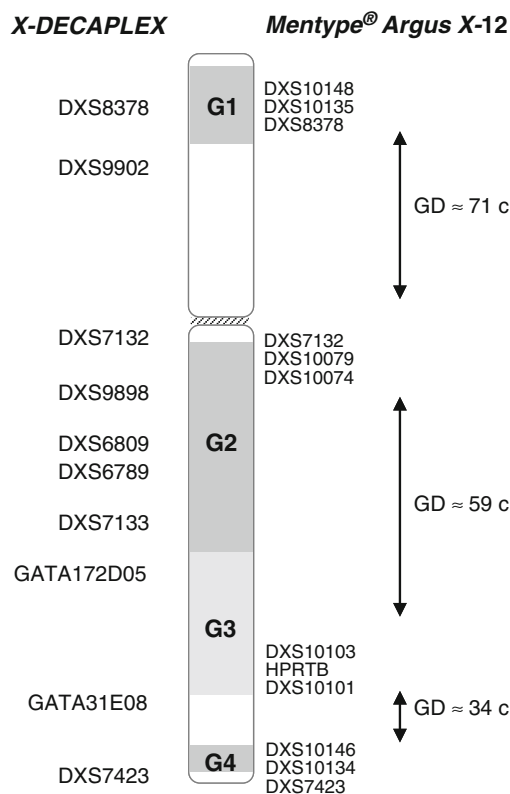 X-DECAPLEX
Mentype® Argus X-12
DXS8378
G1
DXS10148
DXS10135
DXS8378
DXS9902
GD ≈ 71 c
DXS7132
DXS7132
DXS10079
DXS10074
DXS9898
DXS6809
G2
DXS6789
GD ≈ 59 c
DXS7133
GATA172D05
G3
DXS10103
HPRTB
DXS10101
GATA31E08
GD ≈ 34 c
DXS7423
G4
DXS10146
DXS10134
DXS7423